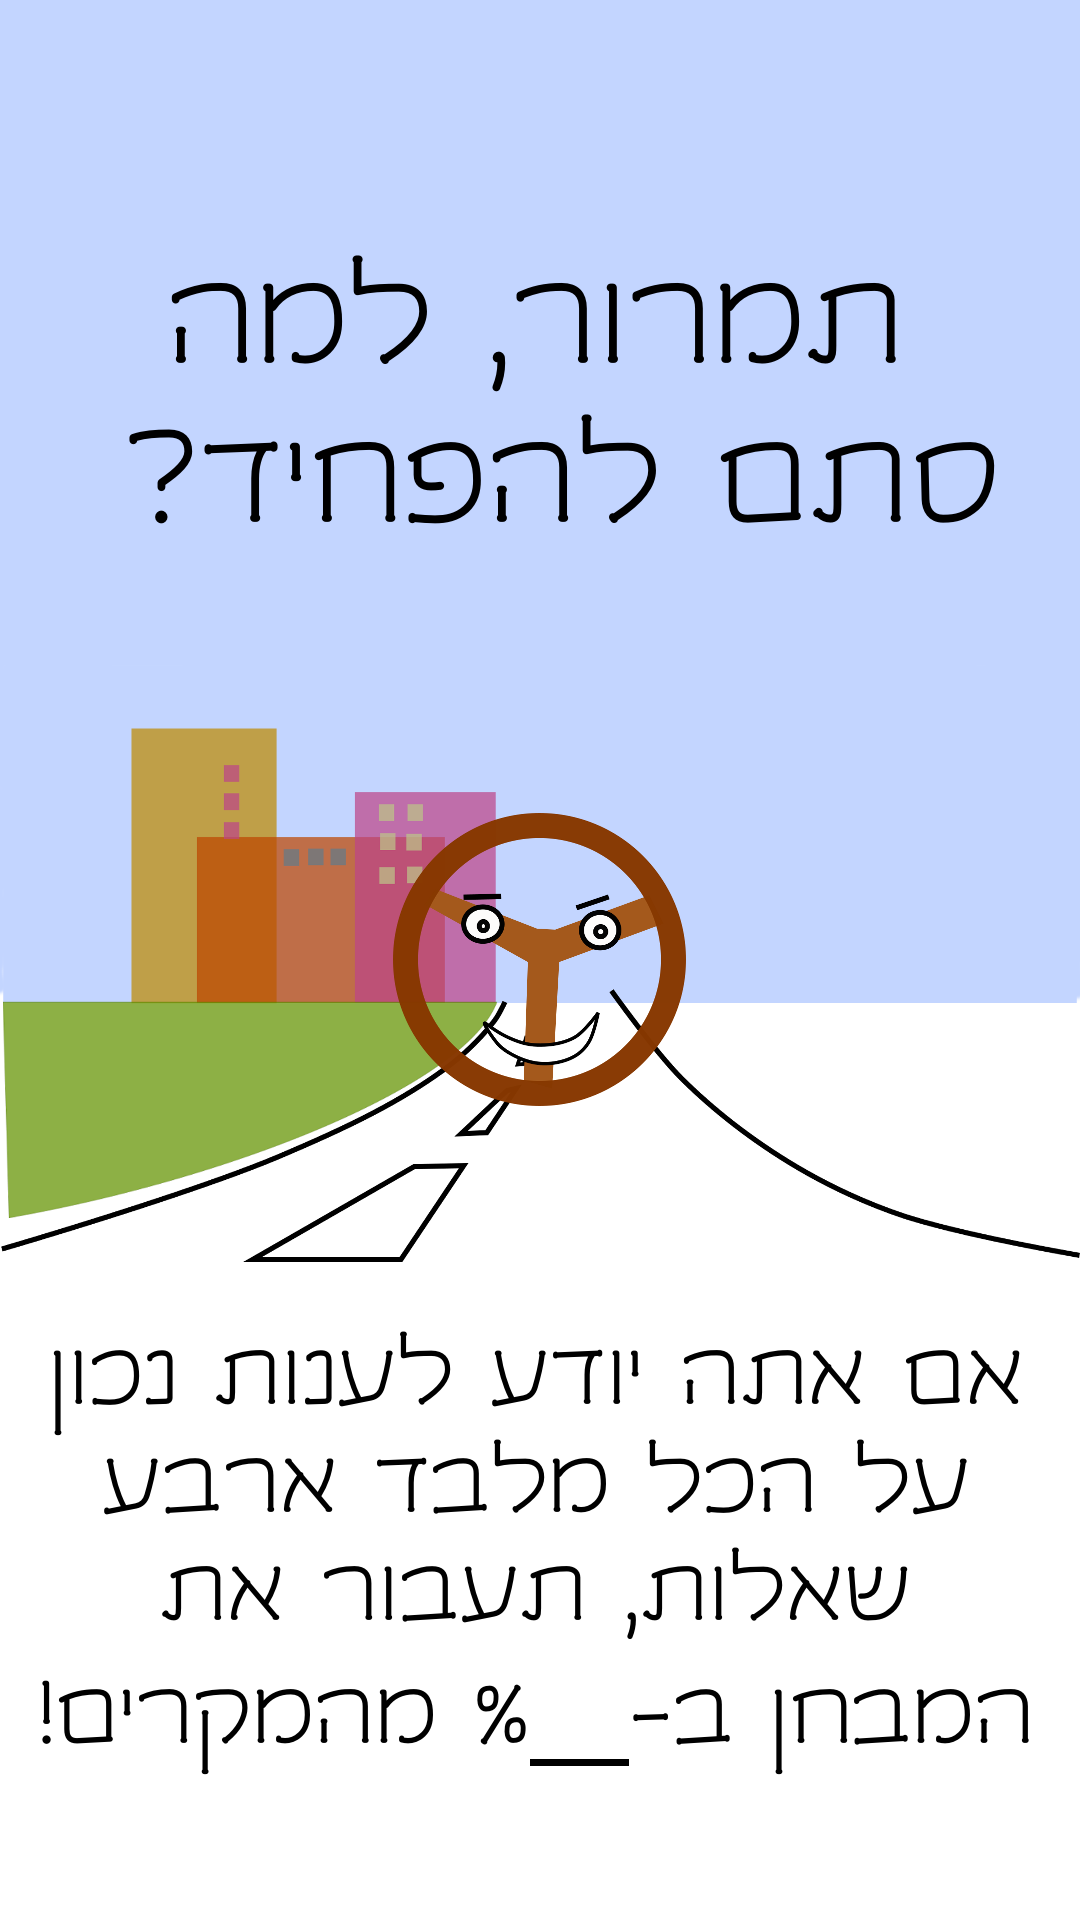 תמרור, למה
סתם להפחיד?
אם אתה יודע לענות נכון
על הכל מלבד ארבע
שאלות, תעבור את
המבחן ב-__% מהמקרים!